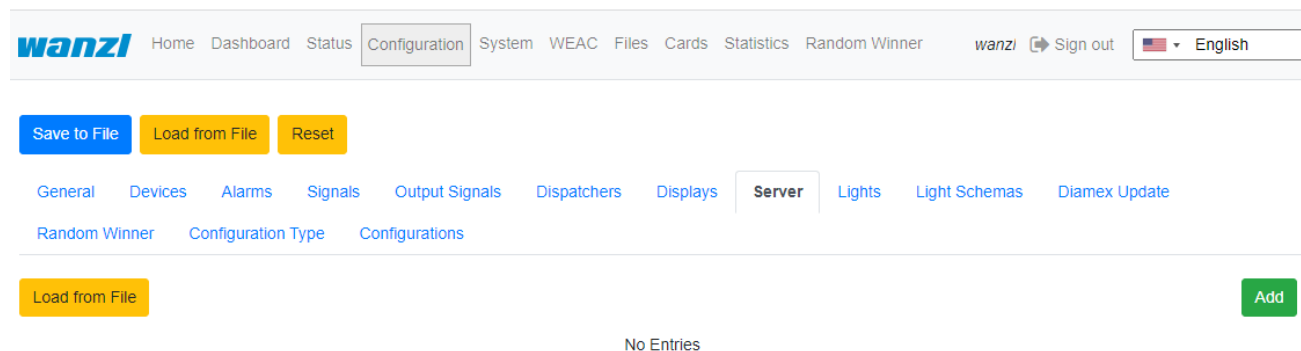 wanzl Home Dashboard Status Configuration System WEAC Files Cards Statistics Random Winner wanzl Sign out English
Save to File Load from File Reset
General Devices Alarms Signals Output Signals Dispatchers Displays Server Lights Light Schemas Diamex Update
Random Winner Configuration Type Configurations
Load from File Add
No Entries